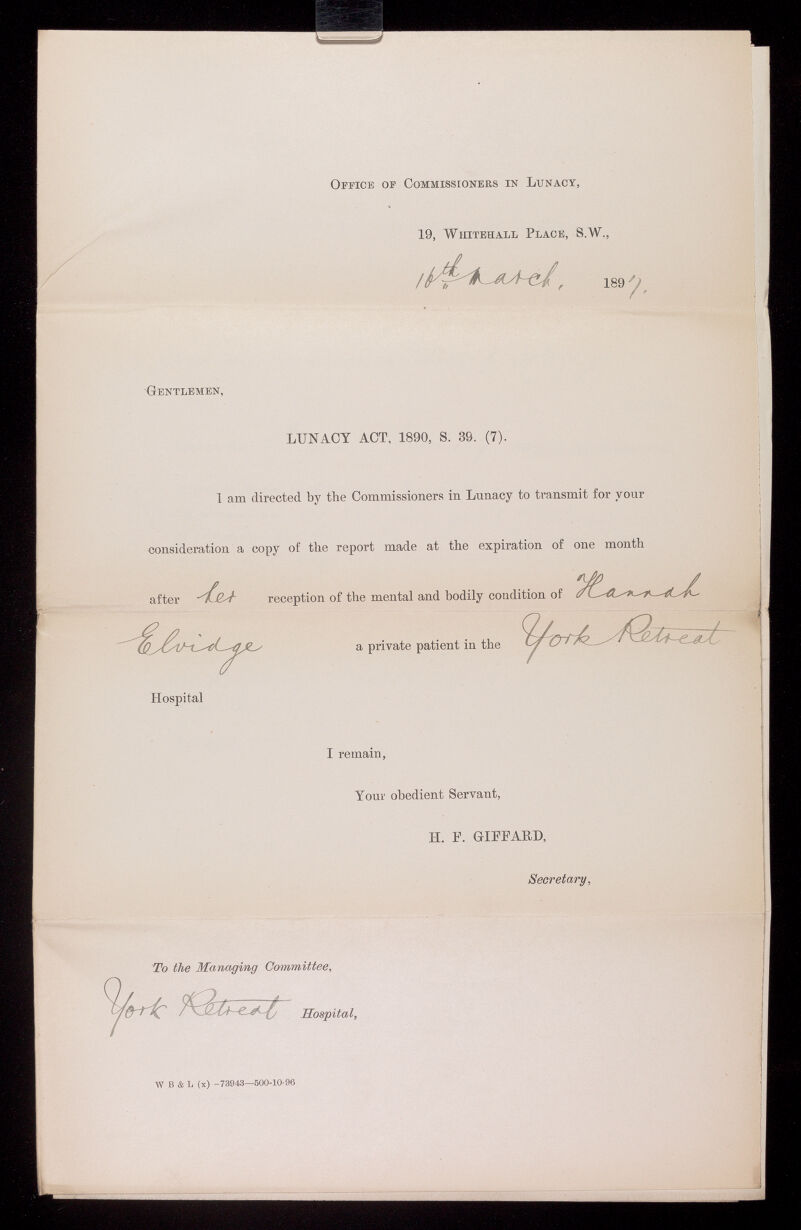 OFFICE OF COMMISSIONERS IN LUNACY,
19, WHITEHALL PLACE, S.W.,
16th March, 1897.
GENTLEMEN,
LUNACY ACT, 1890, S. 39. (7).
I am directed by the Commissioners in Lunacy to transmit for your
consideration a copy of the report made at the expiration of one month
after her reception of the mental and bodily condition of Hannah
Elvidge a private patient in the York Retreat
Hospital
I remain,
Your obedient Servant,
H. F. GIFFARD,
Secretary,
To the Managing Committee,
York Retreat Hospital,
W B & L (x) -73943—500-10-96